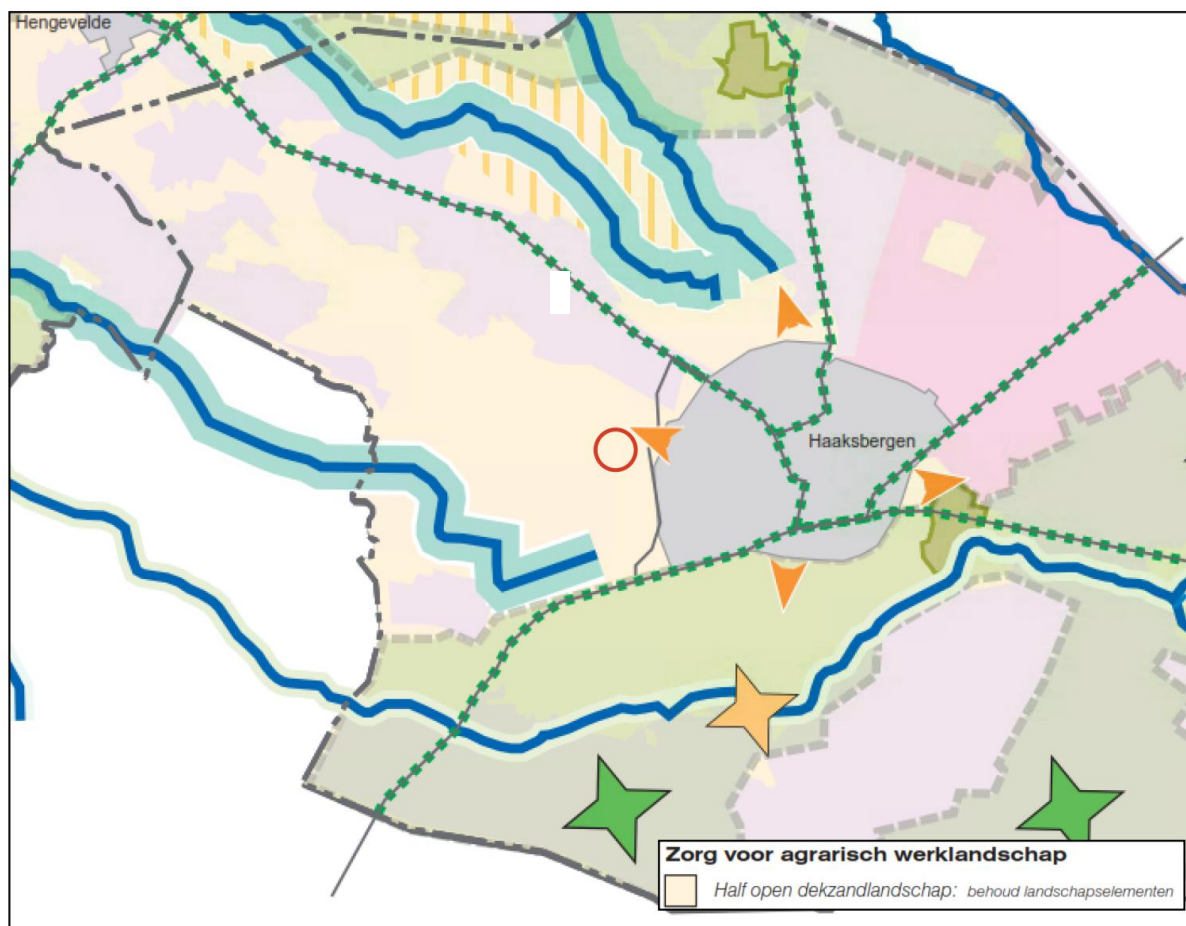 Hengevelde
Haaksbergen
Zorg voor agrarisch werklandschap
Half open dekzandlandschap: behoud landschapselementen